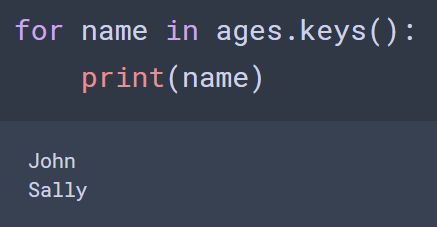 for name in ages.keys():
    print(name)
John
Sally